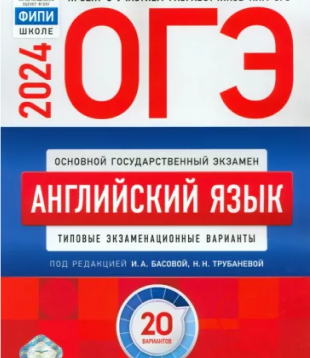 ФИПИ
ШКОЛЕ
2024
ОГЭ
ОСНОВНОЙ ГОСУДАРСТВЕННЫЙ ЭКЗАМЕН
АНГЛИЙСКИЙ ЯЗЫК
ТИПОВЫЕ ЭКЗАМЕНАЦИОННЫЕ ВАРИАНТЫ
ПОД РЕДАКЦИЕЙ И.А. БАСОВОЙ, Н.Н. ТРУБАНЕВОЙ
20
ВАРИАНТОВ